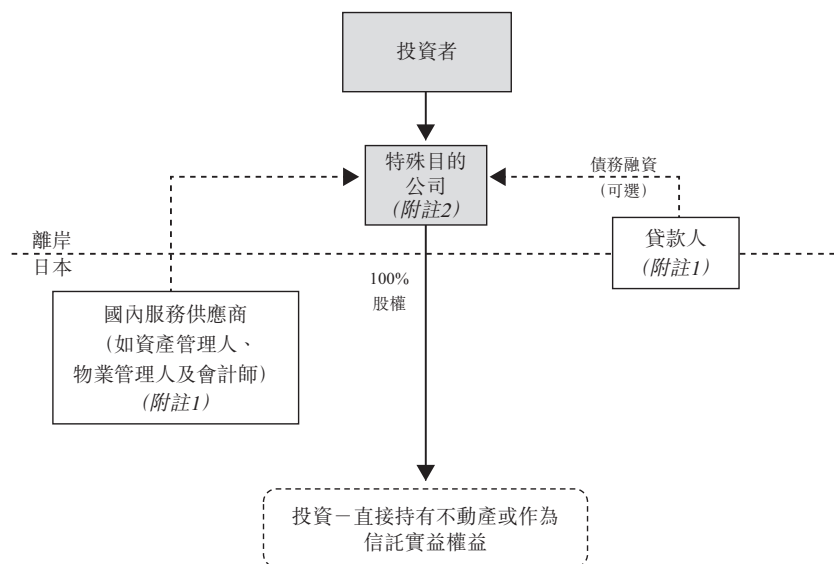 投資者
特殊目的
公司
(附註2)
債務融資
(可選)
離岸
日本
貸款人
(附註1)
100%
股權
國內服務供應商
(如資產管理人、
物業管理人及會計師)
(附註1)
投資－直接持有不動產或作為
信託實益權益